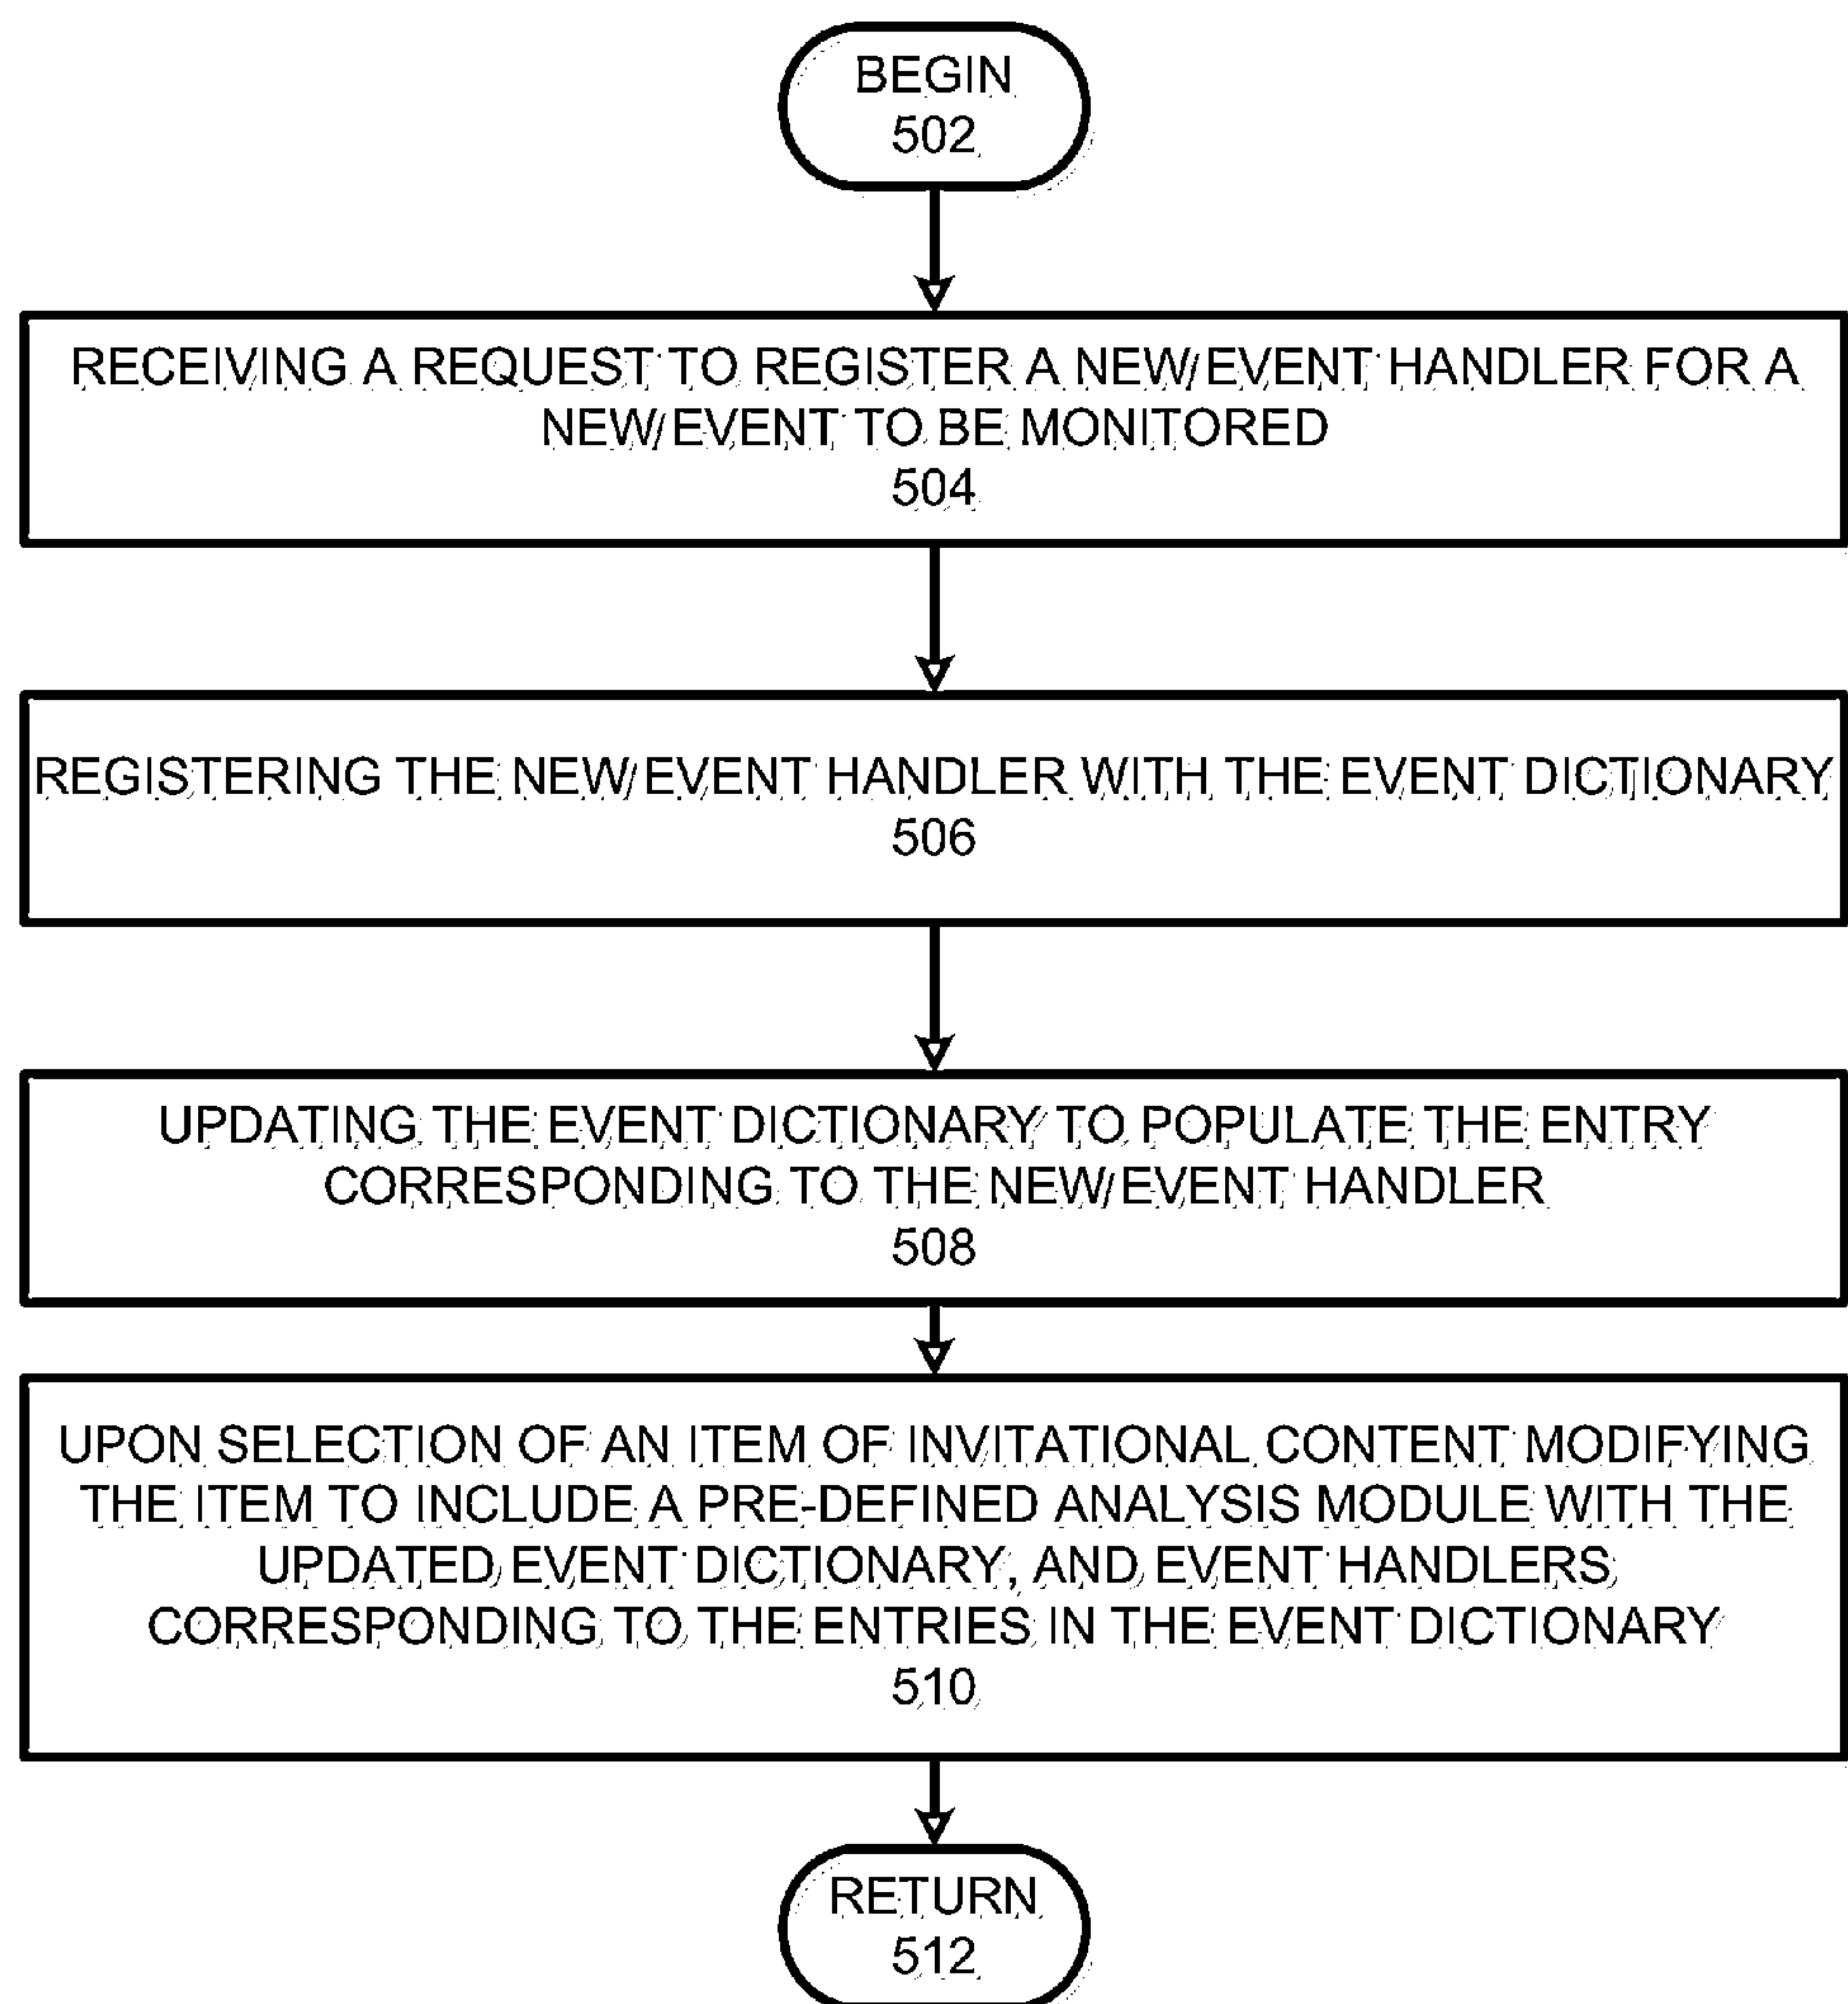 BEGIN
502
RECEIVING A REQUEST TO REGISTER A NEW EVENT HANDLER FOR A
NEW EVENT TO BE MONITORED
504
REGISTERING THE NEW EVENT HANDLER WITH THE EVENT DICTIONARY
506
UPDATING THE EVENT DICTIONARY TO POPULATE THE ENTRY
CORRESPONDING TO THE NEW EVENT HANDLER
508
UPON SELECTION OF AN ITEM OF INVITATIONAL CONTENT MODIFYING
THE ITEM TO INCLUDE A PRE-DEFINED ANALYSIS MODULE WITH THE
UPDATED EVENT DICTIONARY, AND EVENT HANDLERS
CORRESPONDING TO THE ENTRIES IN THE EVENT DICTIONARY
510
RETURN
512